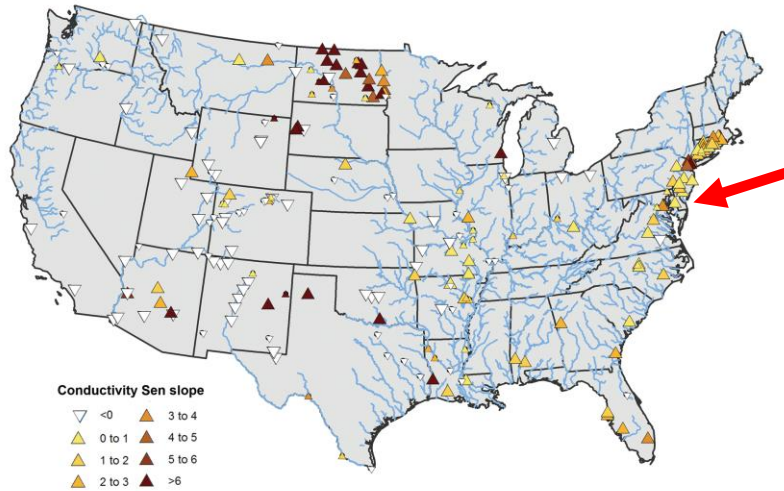 Conductivity Sen slope
<0 3 to 4
0 to 1 4 to 5
1 to 2 5 to 6
2 to 3 >6